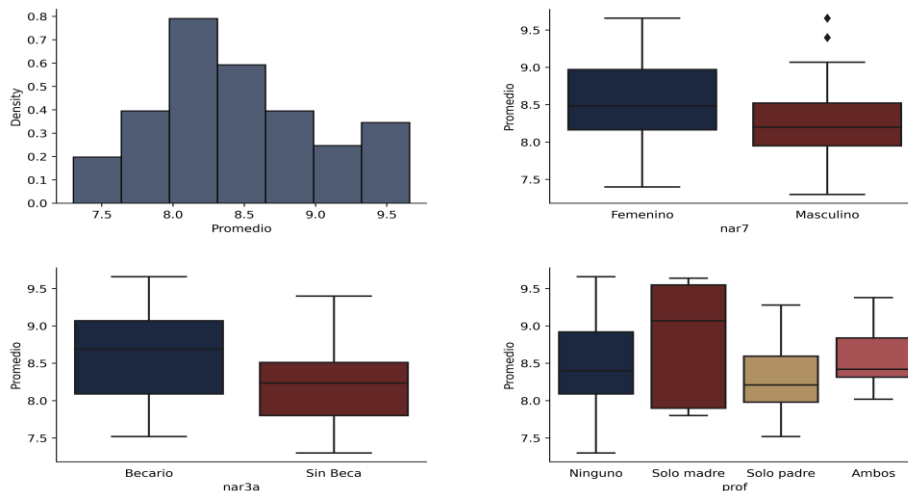 0.8
0.7
0.6
0.5
0.4
0.3
0.2
0.1
0.0
Density
7.5 8.0 8.5 9.0 9.5
Promedio
9.5
9.0
8.5
8.0
7.5
Promedio
Femenino Masculino
nar7
9.5
9.0
8.5
8.0
7.5
Promedio
Becario Sin Beca
nar3a
9.5
9.0
8.5
8.0
7.5
Promedio
Ninguno Solo madre Solo padre Ambos
prof